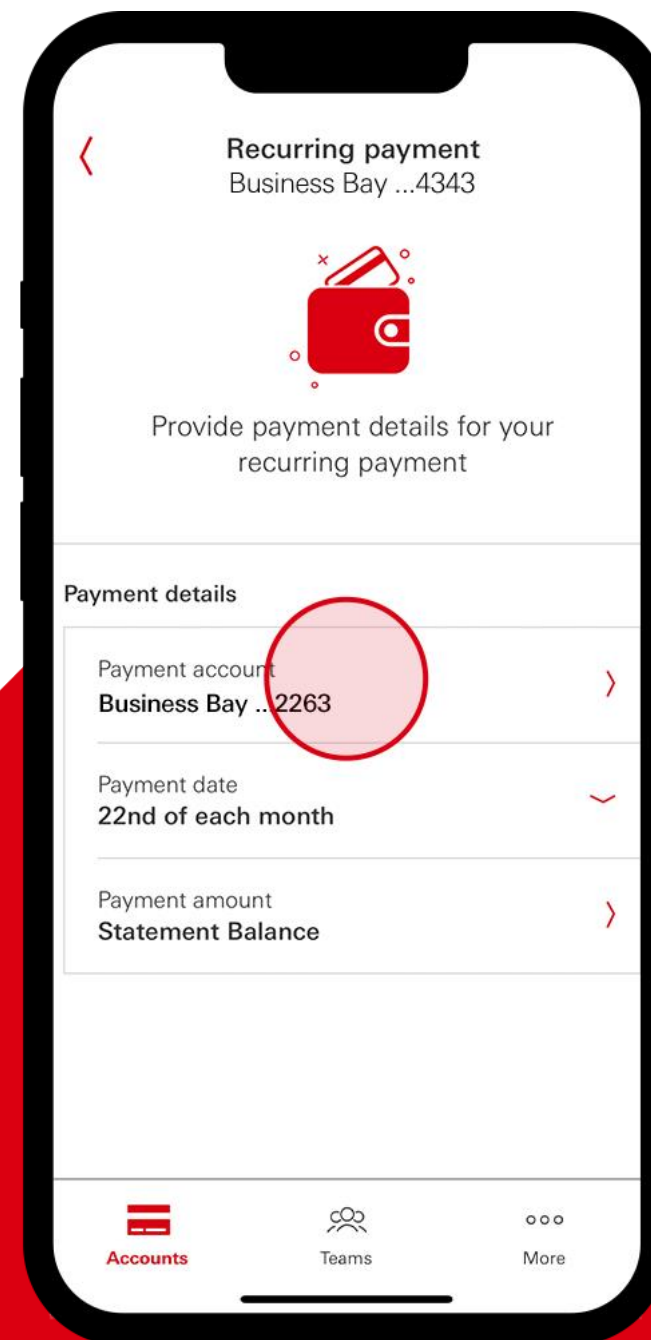 Recurring payment
Business Bay ...4343
Provide payment details for your
recurring payment
Payment details
Payment account
Business Bay ...2263
Payment date
22nd of each month
Payment amount
Statement Balance
Accounts
Teams
More